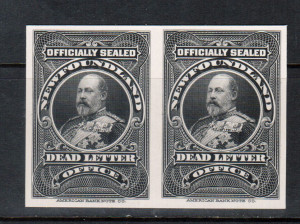 OFFICIALLY SEALED
NEWFOUNDLAND
DEAD LETTER
OFFICE
AMERICAN BANK NOTE CO.
OFFICIALLY SEALED
NEWFOUNDLAND
DEAD LETTER
OFFICE
AMERICAN BANK NOTE CO.